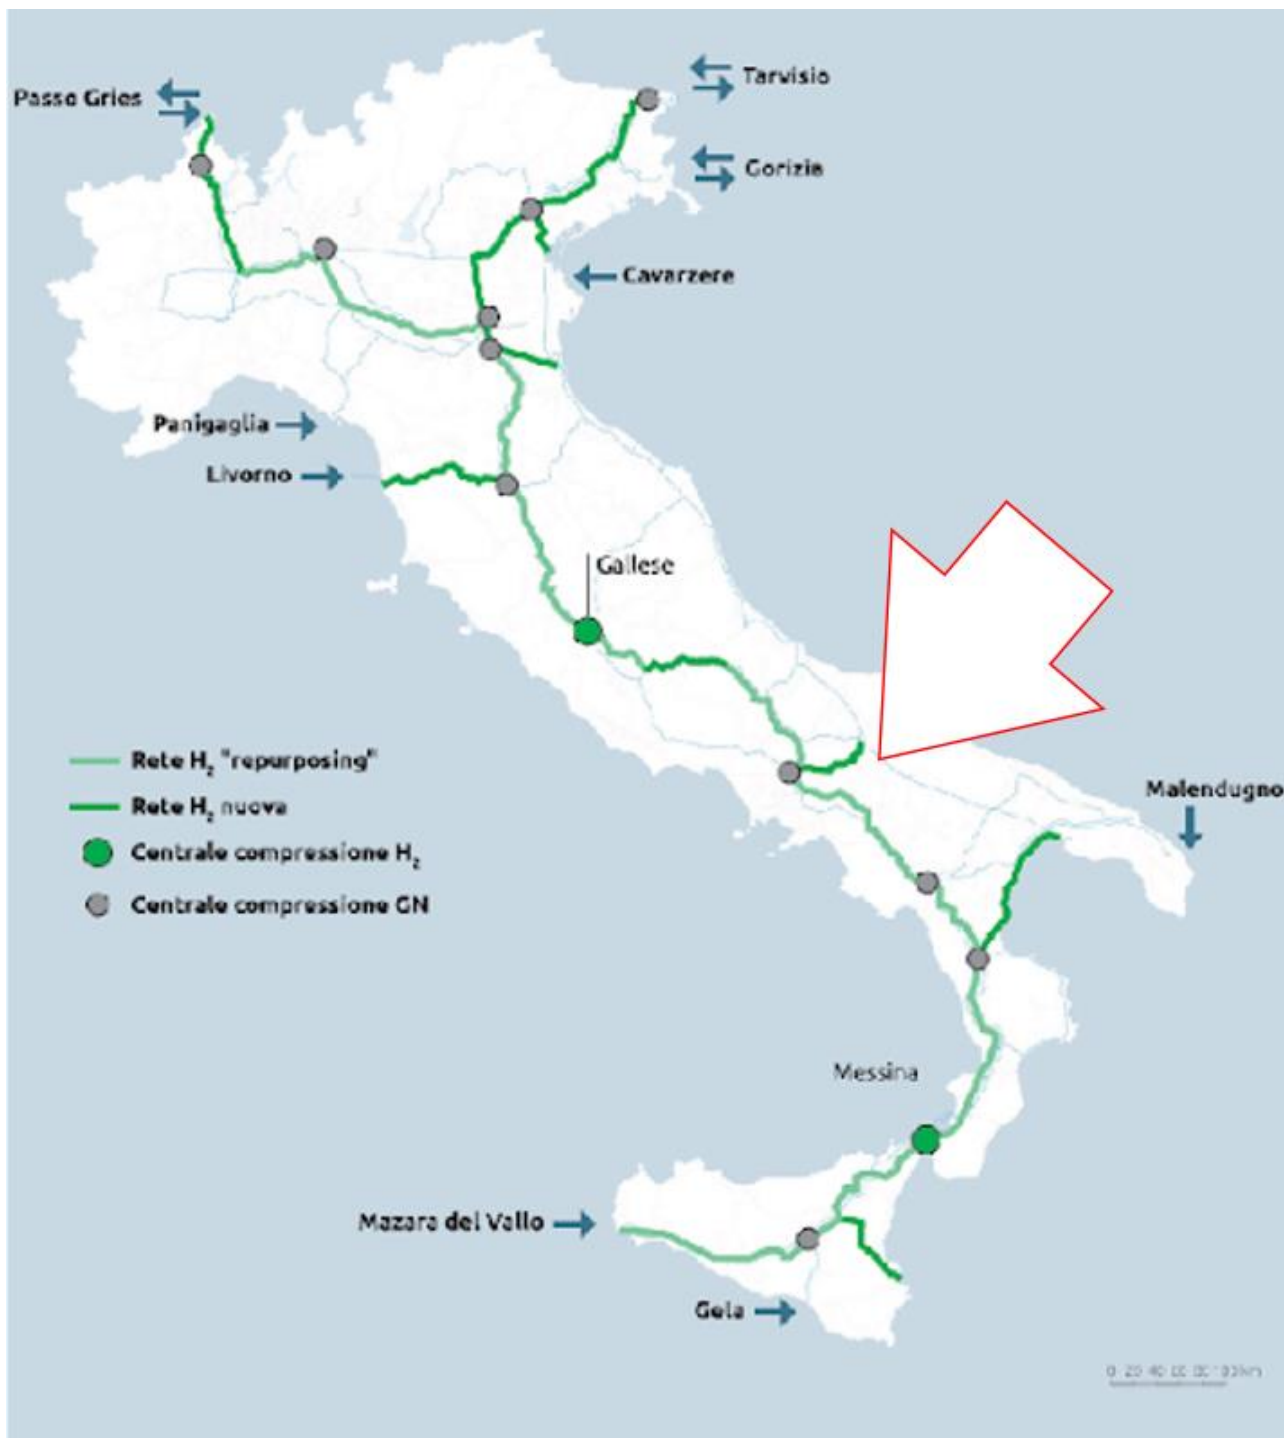 Tarvisio
Passo Gries
Gorizia
Cavarzere
Panigaglia
Livorno
Gallese
Rete H₂ "repurposing"
Rete H₂ nuova
Centrale compressione H₂
Centrale compressione GN
Malendugno
Messina
Mazara del Vallo
Gela